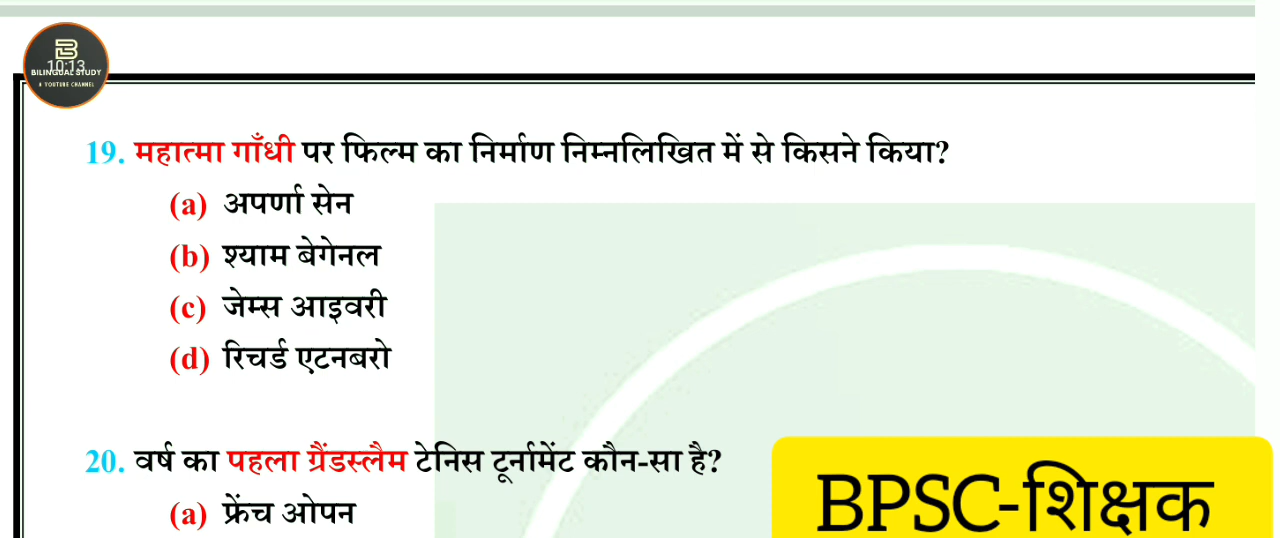 10:13
BILINGUAL STUDY
A YOUTUBE CHANNEL
19. महात्मा गाँधी पर फिल्म का निर्माण निम्नलिखित में से किसने किया?
(a) अपर्णा सेन
(b) श्याम बेगेनल
(c) जेम्स आइवरी
(d) रिचर्ड एटनबरो
20. वर्ष का पहला ग्रैंडस्लैम टेनिस टूर्नामेंट कौन-सा है?
(a) फ्रेंच ओपन
BPSC-शिक्षक